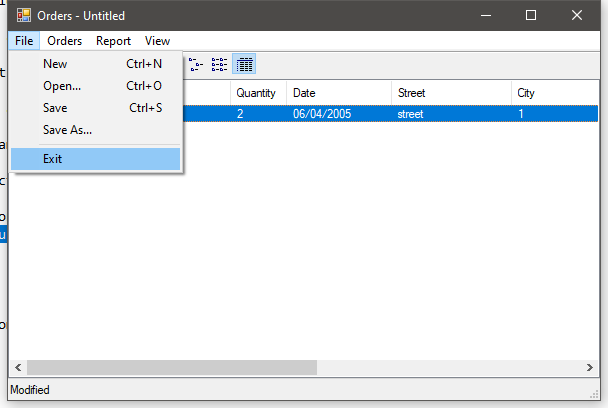 Orders - Untitled
File Orders Report View
New Ctrl+N
Open... Ctrl+O
Save Ctrl+S
Save As...
Exit
Quantity Date Street City
2 06/04/2005 street 1
Modified